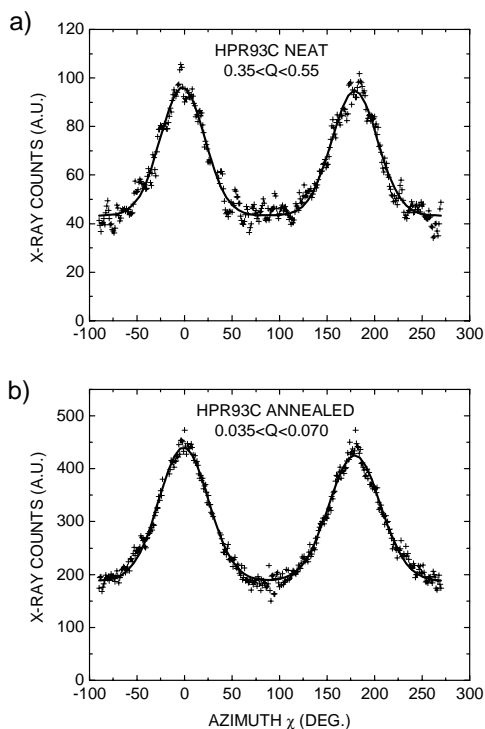 a)
HPR93C NEAT
0.35<Q<0.55
X-RAY COUNTS (A.U.)
120
100
80
60
40
20
0
-100 -50 0 50 100 150 200 250 300
b)
HPR93C ANNEALED
0.035<Q<0.070
X-RAY COUNTS (A.U.)
500
400
300
200
100
0
-100 -50 0 50 100 150 200 250 300
AZIMUTH χ (DEG.)